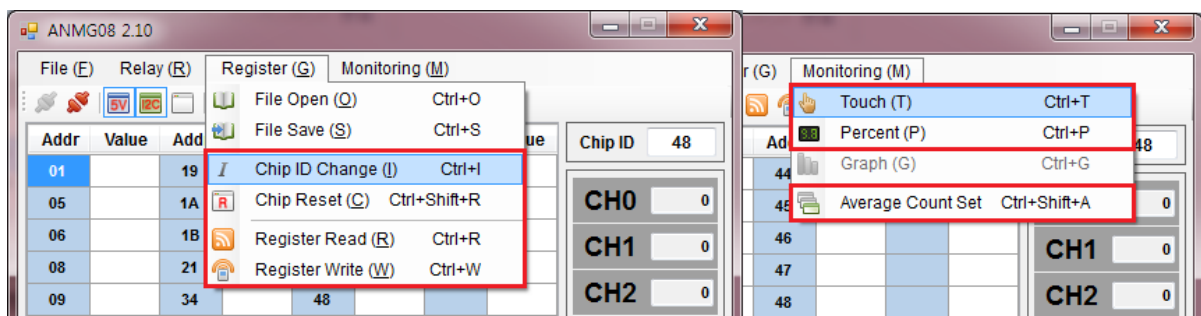 ANMG08 2.10
File (F) Relay (R) Register (G) Monitoring (M)
5V I2C
File Open (O) Ctrl+O
File Save (S) Ctrl+S
Chip ID Change (I) Ctrl+I
Chip Reset (C) Ctrl+Shift+R
Register Read (R) Ctrl+R
Register Write (W) Ctrl+W
Addr Value Add ue
01 19
05 1A
06 1B
08 21
09 34 48
Chip ID 48
CH0 0
CH1 0
CH2 0
r (G) Monitoring (M)
Touch (T) Ctrl+T
Percent (P) Ctrl+P
Graph (G) Ctrl+G
Average Count Set Ctrl+Shift+A
Ad 48
44
45 0
46
47
48
CH1 0
CH2 0